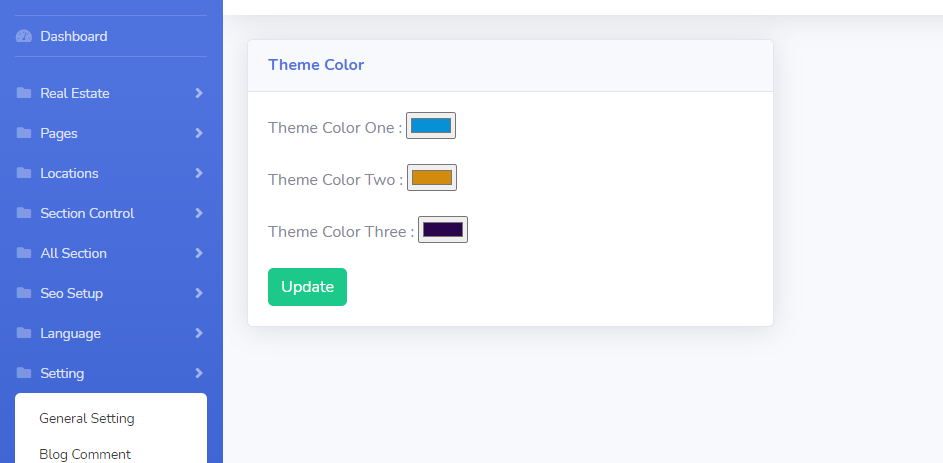 Dashboard
Real Estate
Pages
Locations
Section Control
All Section
Seo Setup
Language
Setting
General Setting
Blog Comment
Theme Color
Theme Color One :
Theme Color Two :
Theme Color Three :
Update